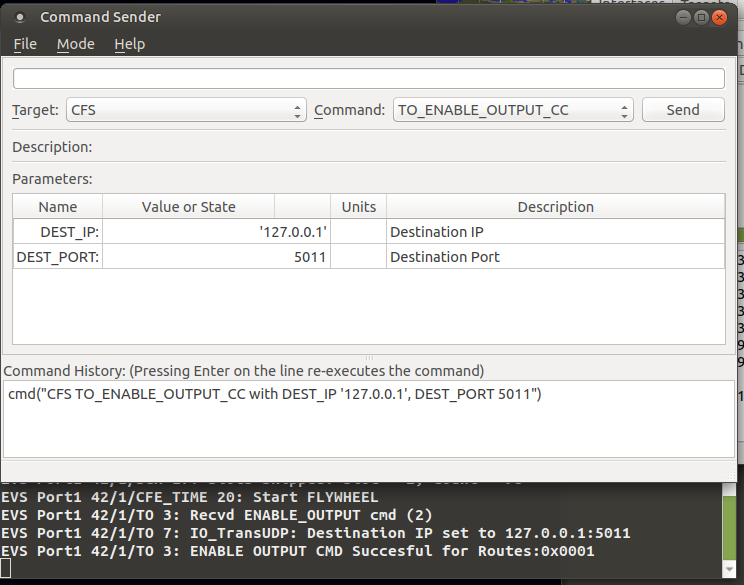 Command Sender
File Mode Help
Target: CFS Command: TO_ENABLE_OUTPUT_CC Send
Description:
Parameters:
Name Value or State Units Description
DEST_IP: '127.0.0.1' Destination IP
DEST_PORT: 5011 Destination Port
Command History: (Pressing Enter on the line re-executes the command)
cmd("CFS TO_ENABLE_OUTPUT_CC with DEST_IP '127.0.0.1', DEST_PORT 5011")
EVS Port1 42/1/CFE_TIME 20: Start FLYWHEEL
EVS Port1 42/1/TO 3: Recvd ENABLE_OUTPUT cmd (2)
EVS Port1 42/1/TO 7: IO_TransUDP: Destination IP set to 127.0.0.1:5011
EVS Port1 42/1/TO 3: ENABLE OUTPUT CMD Succesful for Routes:0x0001